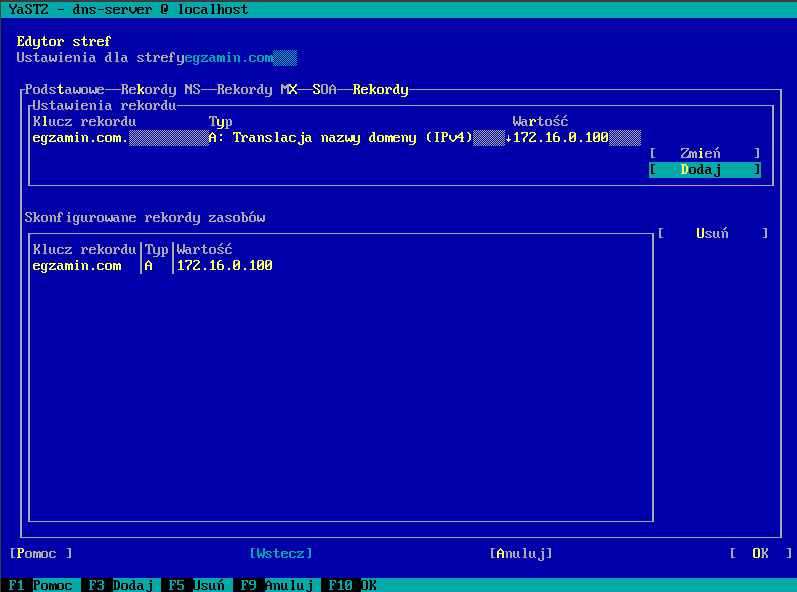 YaST2 - dns-server @ localhost
Edytor stref
Ustawienia dla strefyegzamin.com
Podstawowe—Rekordy NS—Rekordy MX—SOA—Rekordy
Ustawienia rekordu
Klucz rekordu Typ Wartość
egzamin.com. A: Translacja nazwy domeny (IPv4) ↓172.16.0.100
[ Zmień ]
[ Dodaj ]
Skonfigurowane rekordy zasobów
[ Usuń ]
Klucz rekordu│Typ│Wartość
egzamin.com │A │172.16.0.100
[Pomoc ] [Wstecz] [Anuluj] [ OK ]
F1 Pomoc F3 Dodaj F5 Usuń F9 Anuluj F10 OK